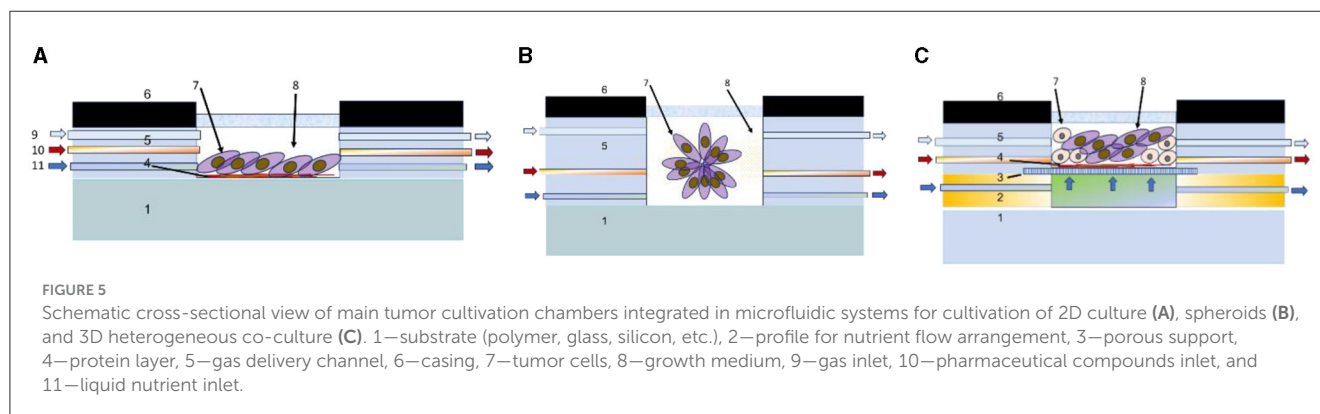 A
B
C
6
7
8
9
5
10
11
4
1
6
7
8
5
1
6
7
8
5
4
3
2
1
FIGURE 5
Schematic cross-sectional view of main tumor cultivation chambers integrated in microfluidic systems for cultivation of 2D culture (A), spheroids (B),
and 3D heterogeneous co-culture (C). 1—substrate (polymer, glass, silicon, etc.), 2—profile for nutrient flow arrangement, 3—porous support,
4—protein layer, 5—gas delivery channel, 6—casing, 7—tumor cells, 8—growth medium, 9—gas inlet, 10—pharmaceutical compounds inlet, and
11—liquid nutrient inlet.